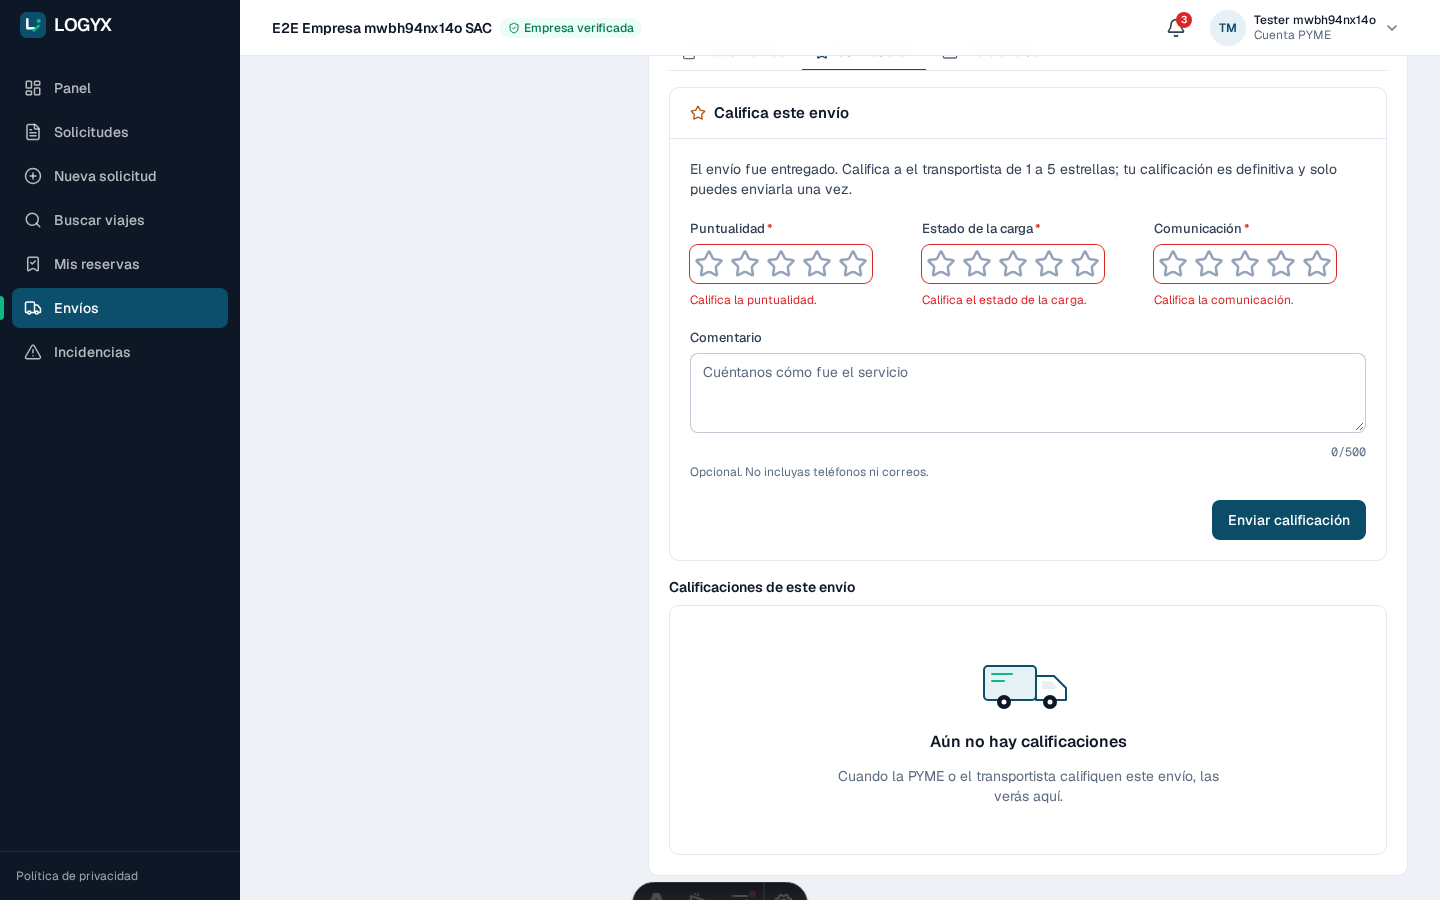 LOGYX
E2E Empresa mwbh94nx14o SAC
Empresa verificada
3
TM
Tester mwbh94nx14o
Cuenta PYME
Panel
Solicitudes
Nueva solicitud
Buscar viajes
Mis reservas
Envíos
Incidencias
Política de privacidad
Califica este envío
El envío fue entregado. Califica a el transportista de 1 a 5 estrellas; tu calificación es definitiva y solo
puedes enviarla una vez.
Puntualidad *
Estado de la carga *
Comunicación *
Califica la puntualidad.
Califica el estado de la carga.
Califica la comunicación.
Comentario
Cuéntanos cómo fue el servicio
0/500
Opcional. No incluyas teléfonos ni correos.
Enviar calificación
Calificaciones de este envío
Aún no hay calificaciones
Cuando la PYME o el transportista califiquen este envío, las
verás aquí.